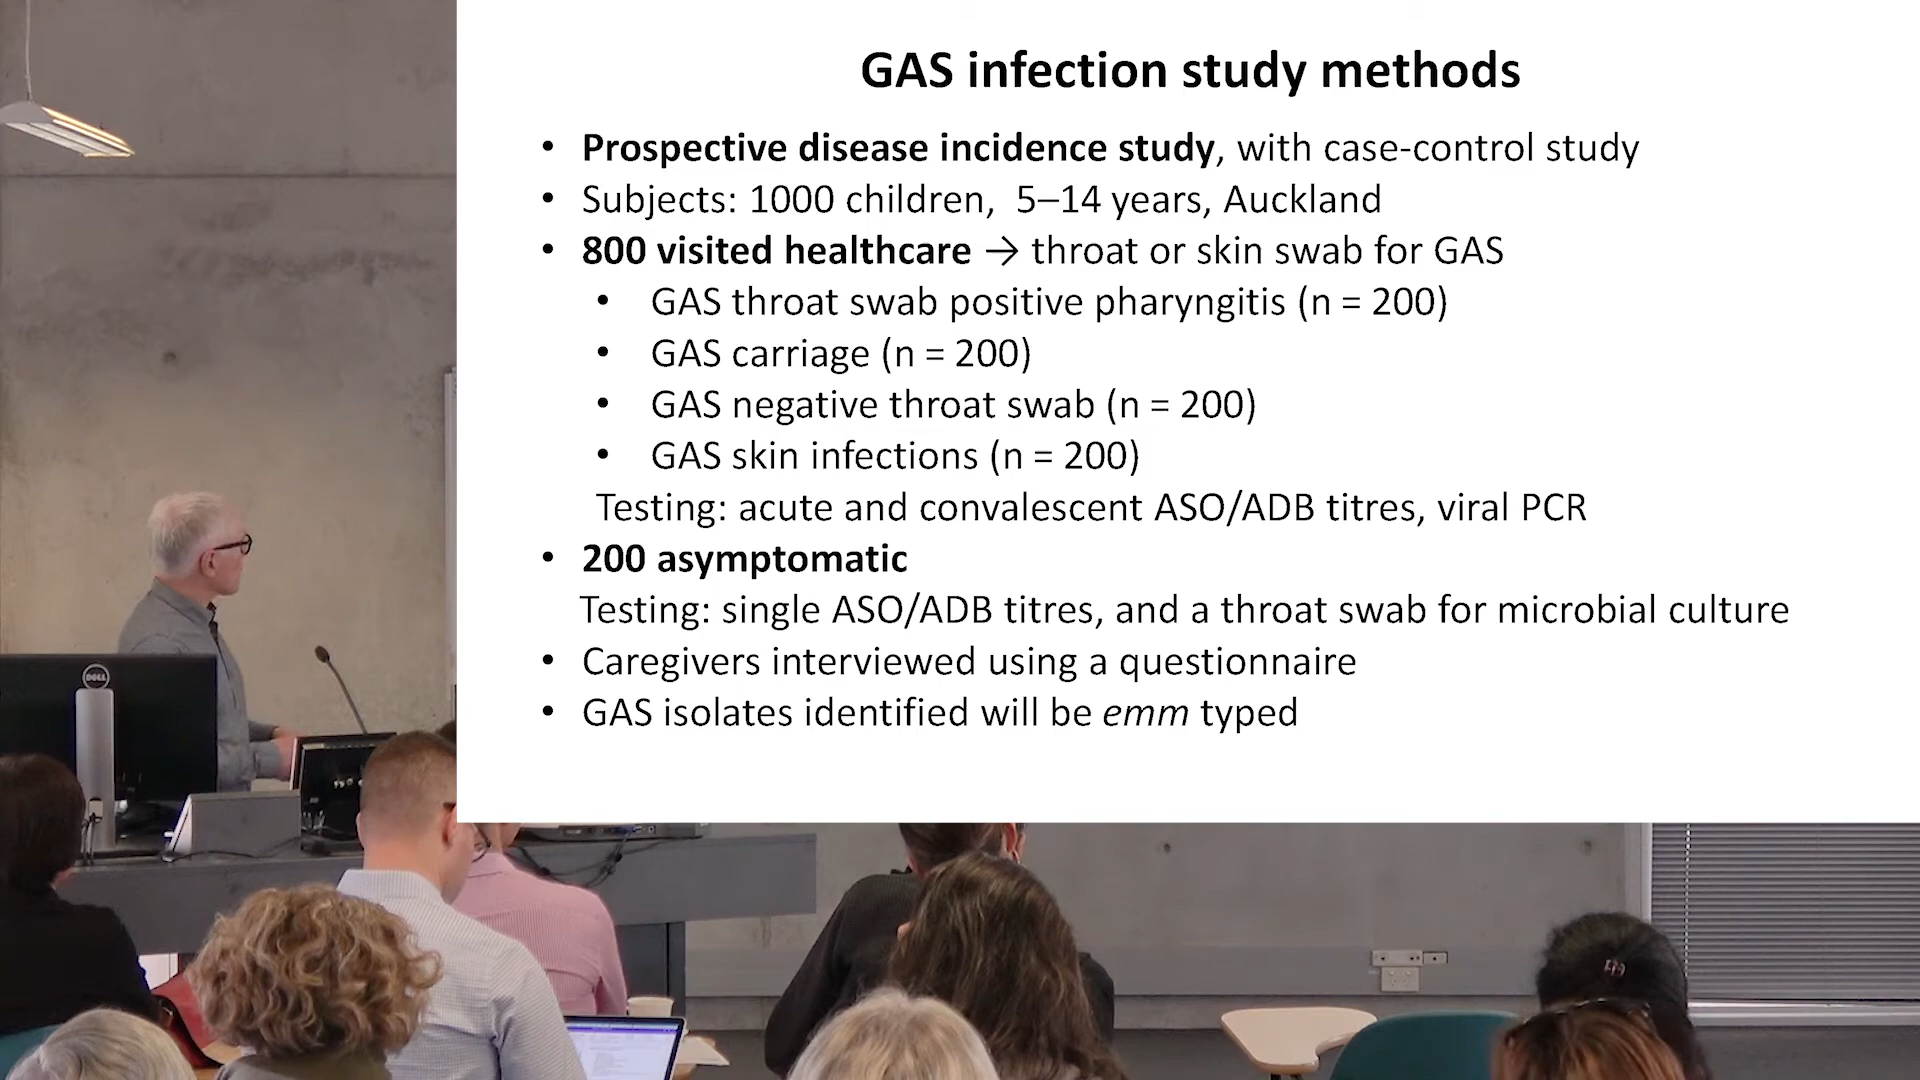 GAS infection study methods
• Prospective disease incidence study, with case-control study
• Subjects: 1000 children, 5–14 years, Auckland
• 800 visited healthcare → throat or skin swab for GAS
• GAS throat swab positive pharyngitis (n = 200)
• GAS carriage (n = 200)
• GAS negative throat swab (n = 200)
• GAS skin infections (n = 200)
Testing: acute and convalescent ASO/ADB titres, viral PCR
• 200 asymptomatic
Testing: single ASO/ADB titres, and a throat swab for microbial culture
• Caregivers interviewed using a questionnaire
• GAS isolates identified will be emm typed
DELL